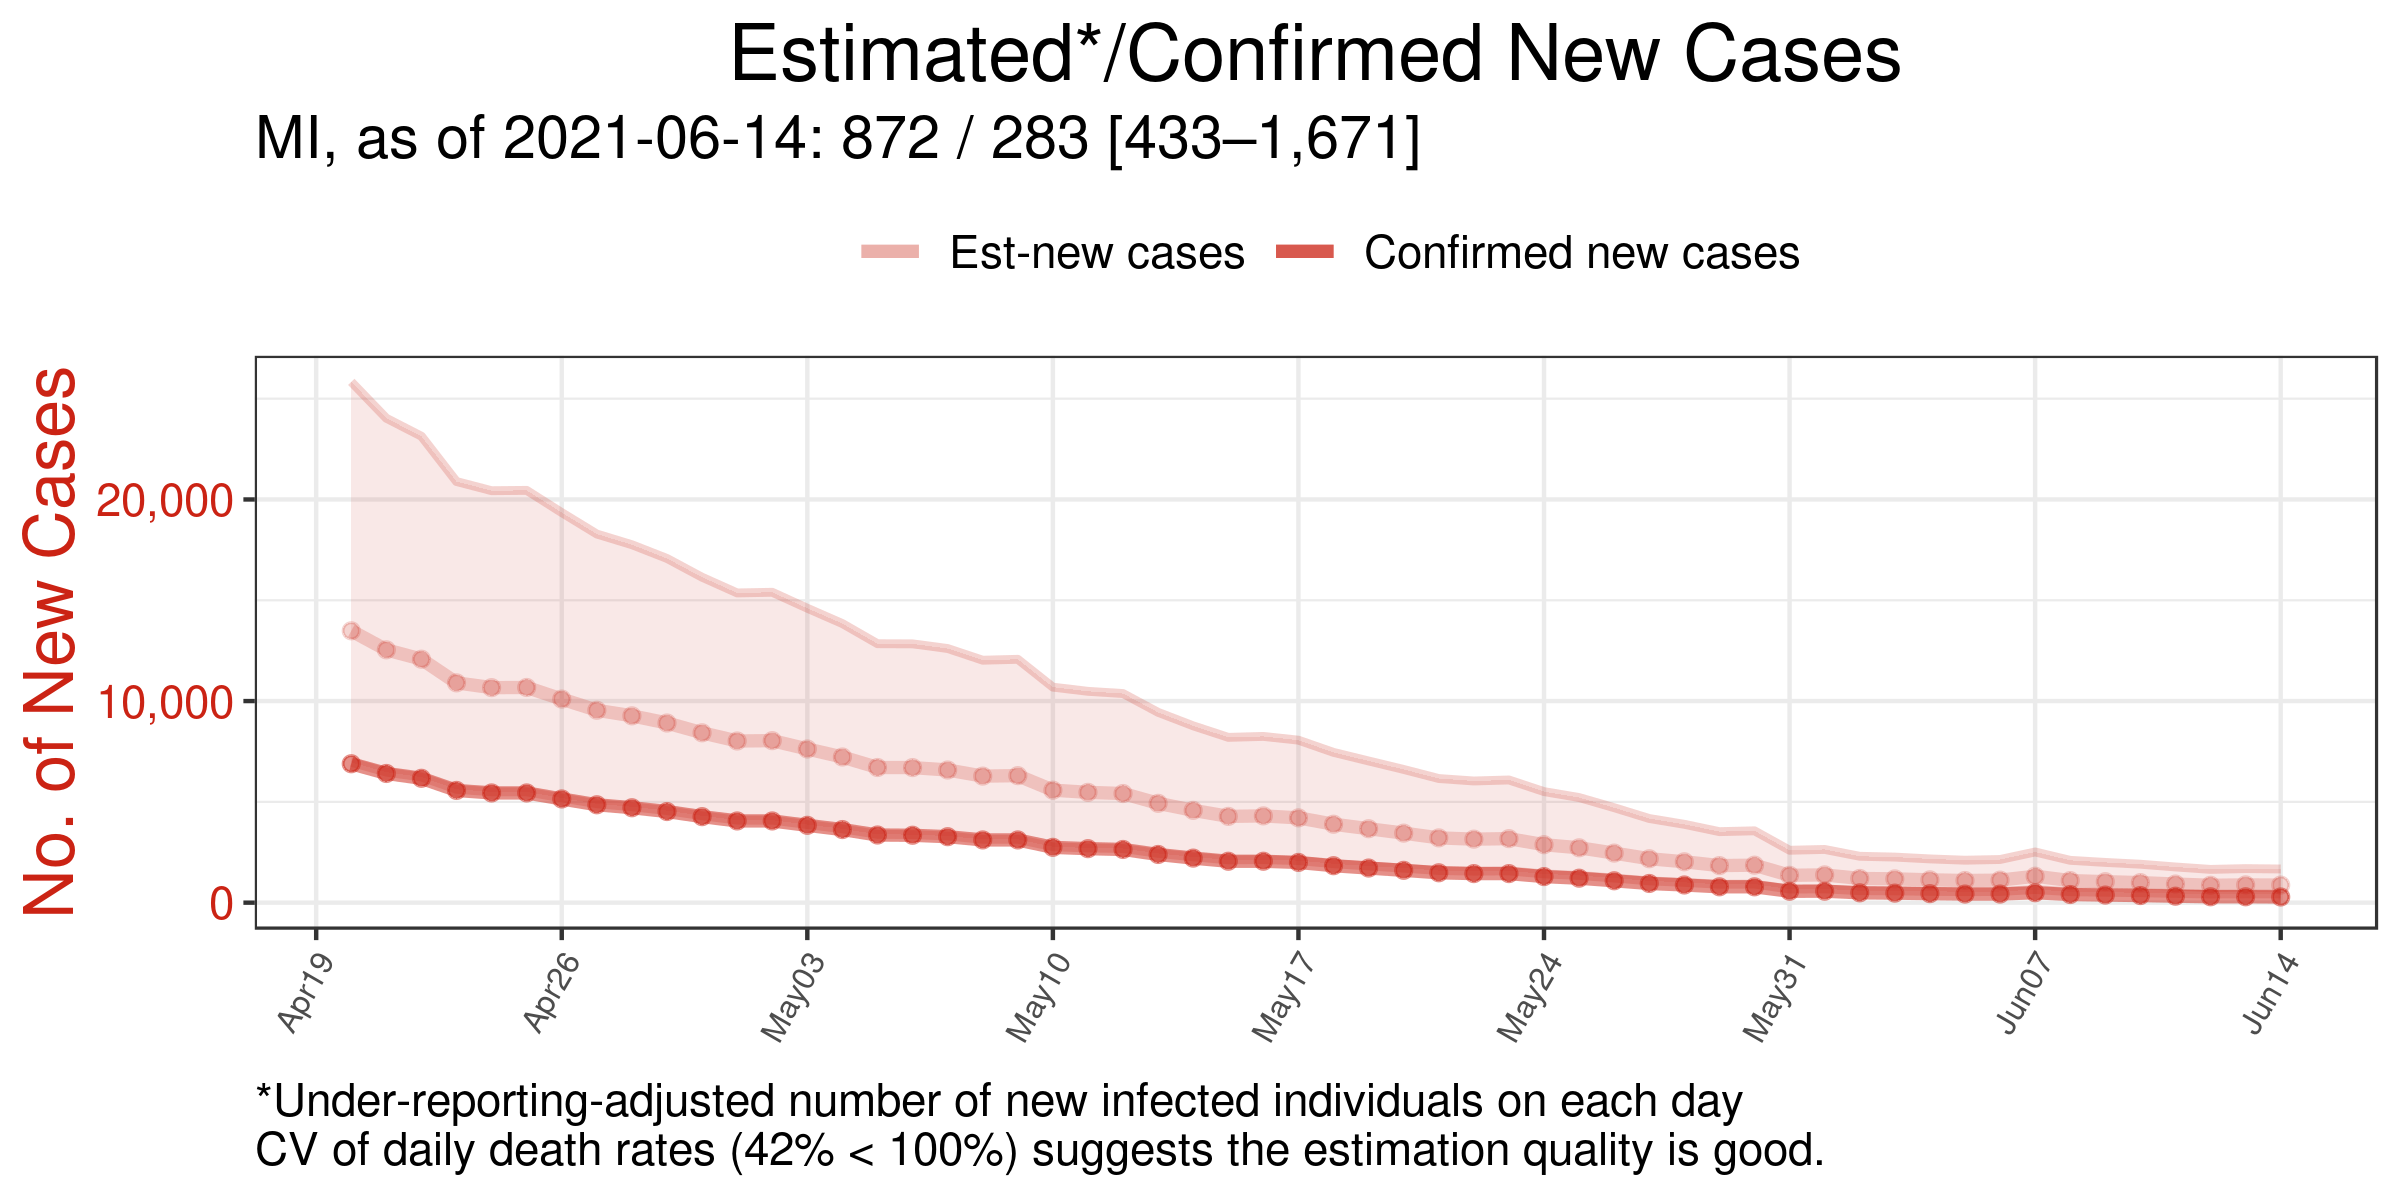 Estimated*/Confirmed New Cases
MI, as of 2021-06-14: 872 / 283 [433–1,671]
Est-new cases
Confirmed new cases
No. of New Cases
20,000
10,000
0
Apr19
Apr26
May03
May10
May17
May24
May31
Jun07
Jun14
*Under-reporting-adjusted number of new infected individuals on each day
CV of daily death rates (42% < 100%) suggests the estimation quality is good.